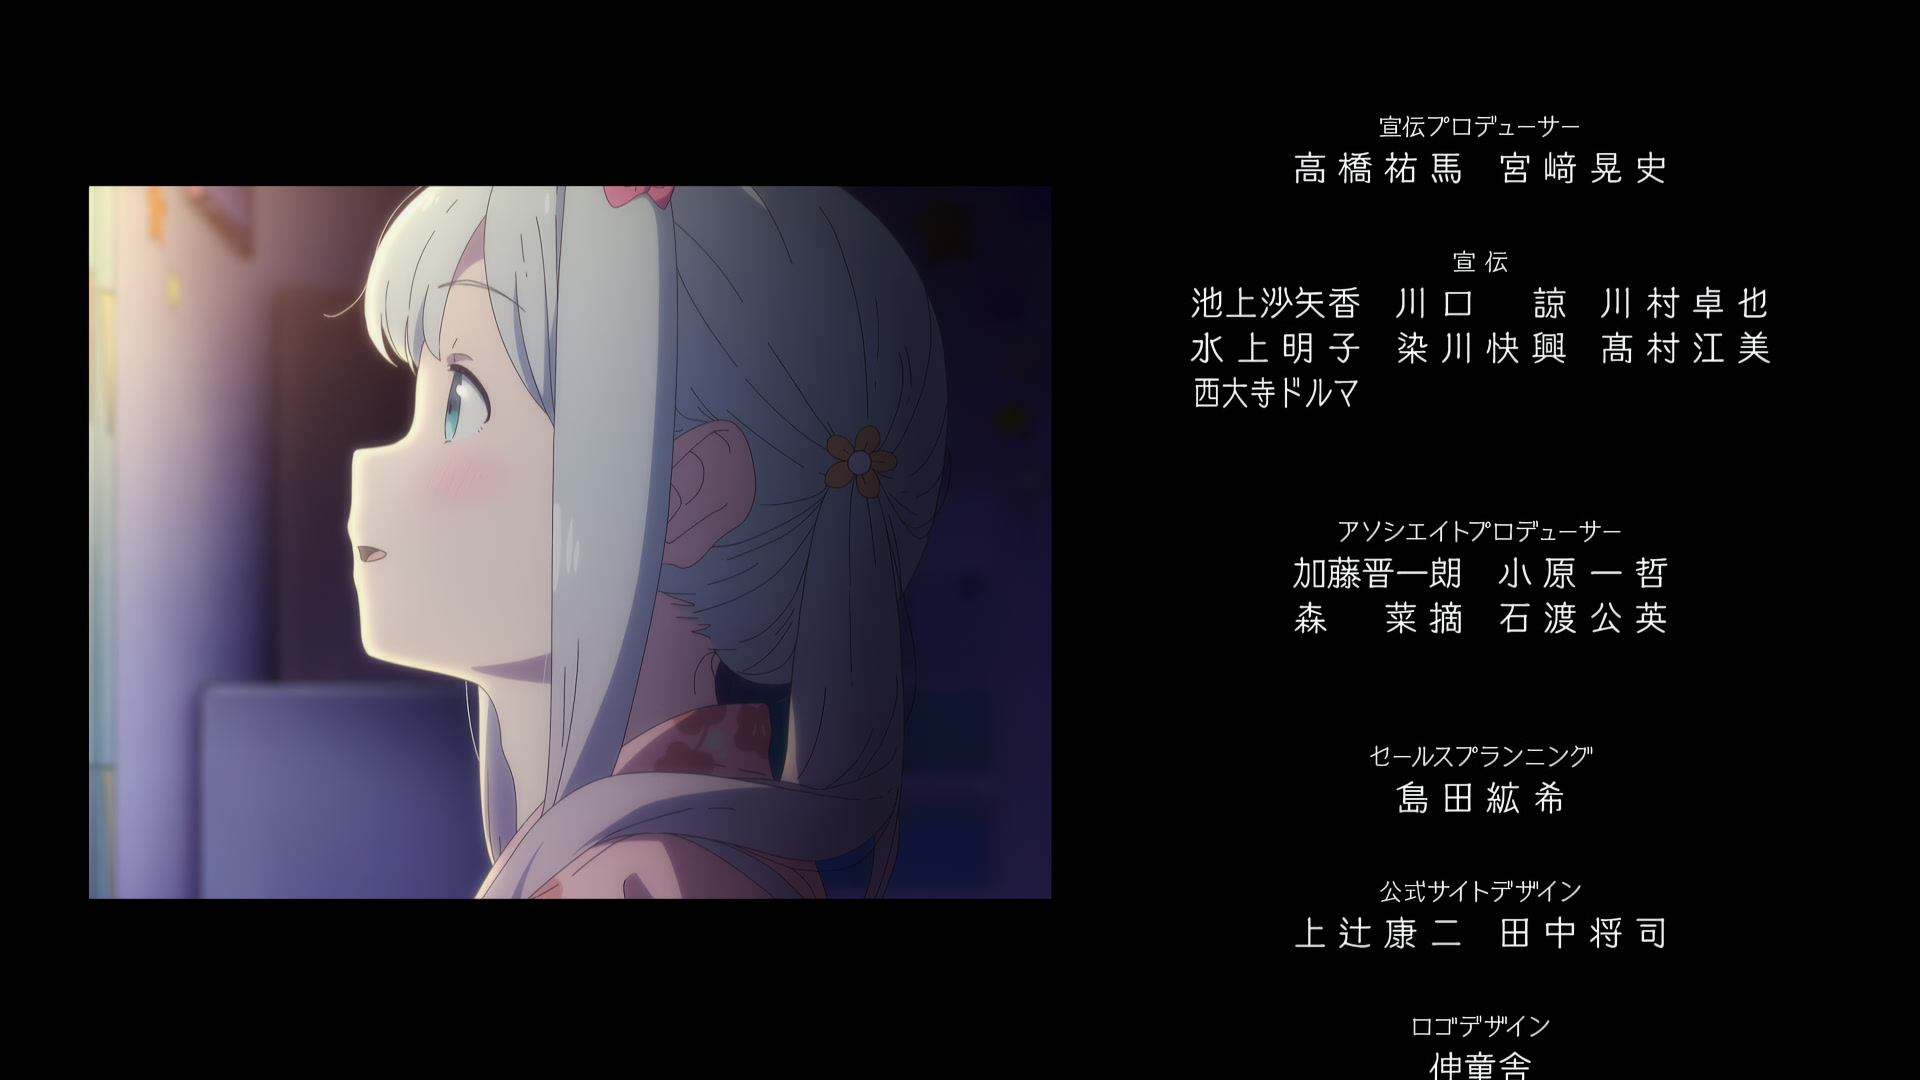 宣伝プロデューサー
高橋祐馬 宮﨑晃史
宣伝
池上沙矢香 川口 諒 川村卓也
水上明子 染川快興 髙村江美
西大寺ドルマ
アソシエイトプロデューサー
加藤晋一朗 小原一哲
森 菜摘 石渡公英
セールスプランニング
島田紘希
公式サイトデザイン
上辻康二 田中将司
ロゴデザイン
伸童舎